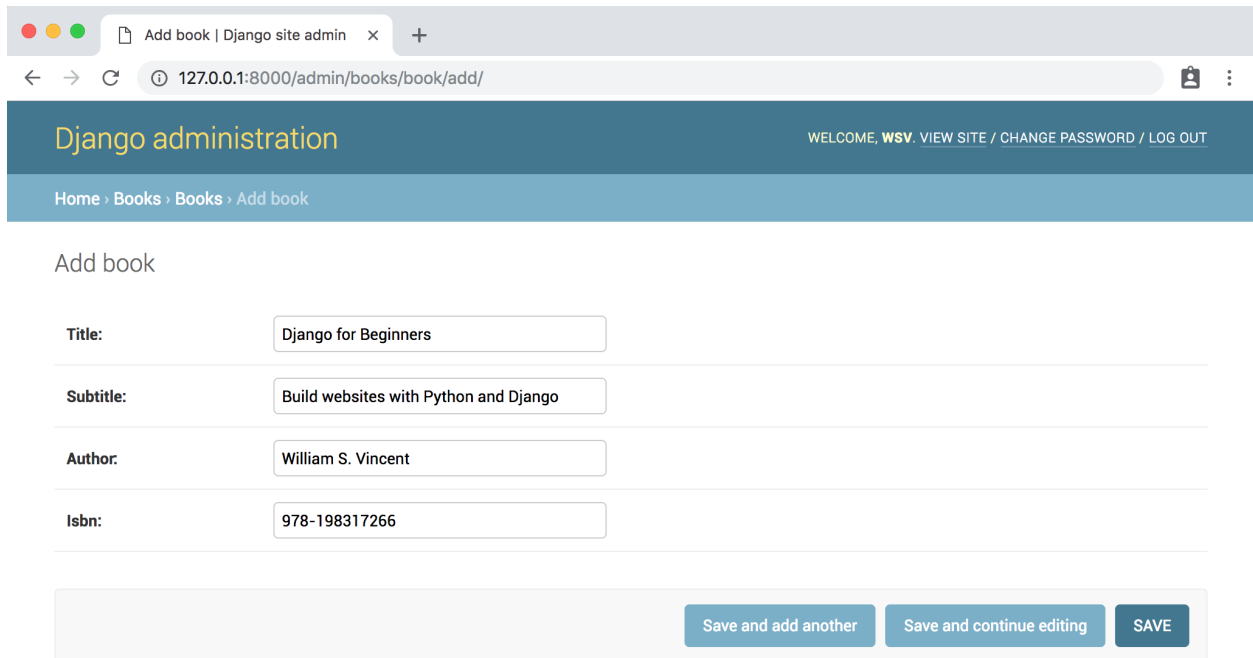 Add book | Django site admin
127.0.0.1:8000/admin/books/book/add/
Django administration
WELCOME, WSV. VIEW SITE / CHANGE PASSWORD / LOG OUT
Home › Books › Books › Add book
Add book
Title: Django for Beginners
Subtitle: Build websites with Python and Django
Author: William S. Vincent
Isbn: 978-198317266
Save and add another Save and continue editing SAVE